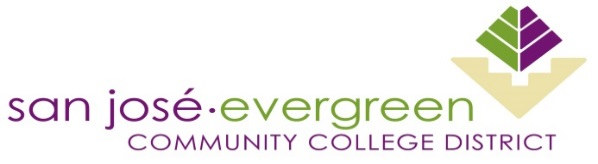 san josé·evergreen
COMMUNITY COLLEGE DISTRICT